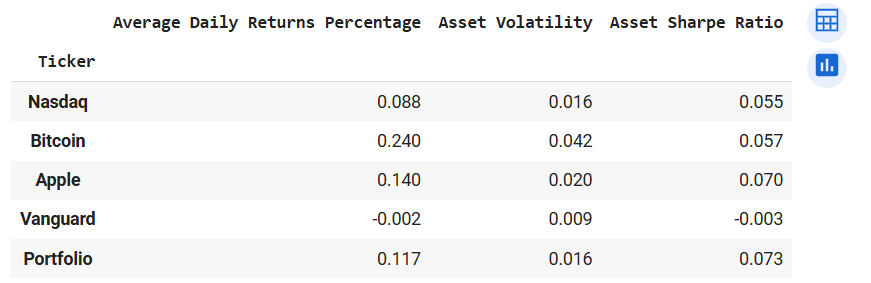 Average Daily Returns Percentage Asset Volatility Asset Sharpe Ratio
Ticker
Nasdaq 0.088 0.016 0.055
Bitcoin 0.240 0.042 0.057
Apple 0.140 0.020 0.070
Vanguard -0.002 0.009 -0.003
Portfolio 0.117 0.016 0.073